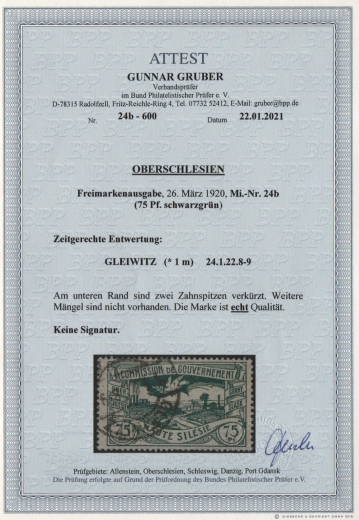 ATTEST
GUNNAR GRUBER
Verbandsprüfer
im Bund Philatelistischer Prüfer e. V.
D-78315 Radolfzell, Fritz-Reichle-Ring 4, Tel. 07732 52412, E-Mail: gruber@bpp.de
Nr. 24b - 600 Datum 22.01.2021
OBERSCHLESIEN
Freimarkenausgabe, 26. März 1920, Mi.-Nr. 24b
(75 Pf. schwarzgrün)
Zeitgerechte Entwertung:
GLEIWITZ (* 1 m) 24.1.22.8-9
Am unteren Rand sind zwei Zahnspitzen verkürzt. Weitere
Mängel sind nicht vorhanden. Die Marke ist echt Qualität.
Keine Signatur.
COMMISSION DE GOUVERNEMENT
75 HAUTE SILESIE 75
Prüfgebiete: Allenstein, Oberschlesien, Schleswig, Danzig, Port Gdansk
Die Prüfung erfolgte auf Grund der Prüfordnung des Bundes Philatelistischer Prüfer e.V.